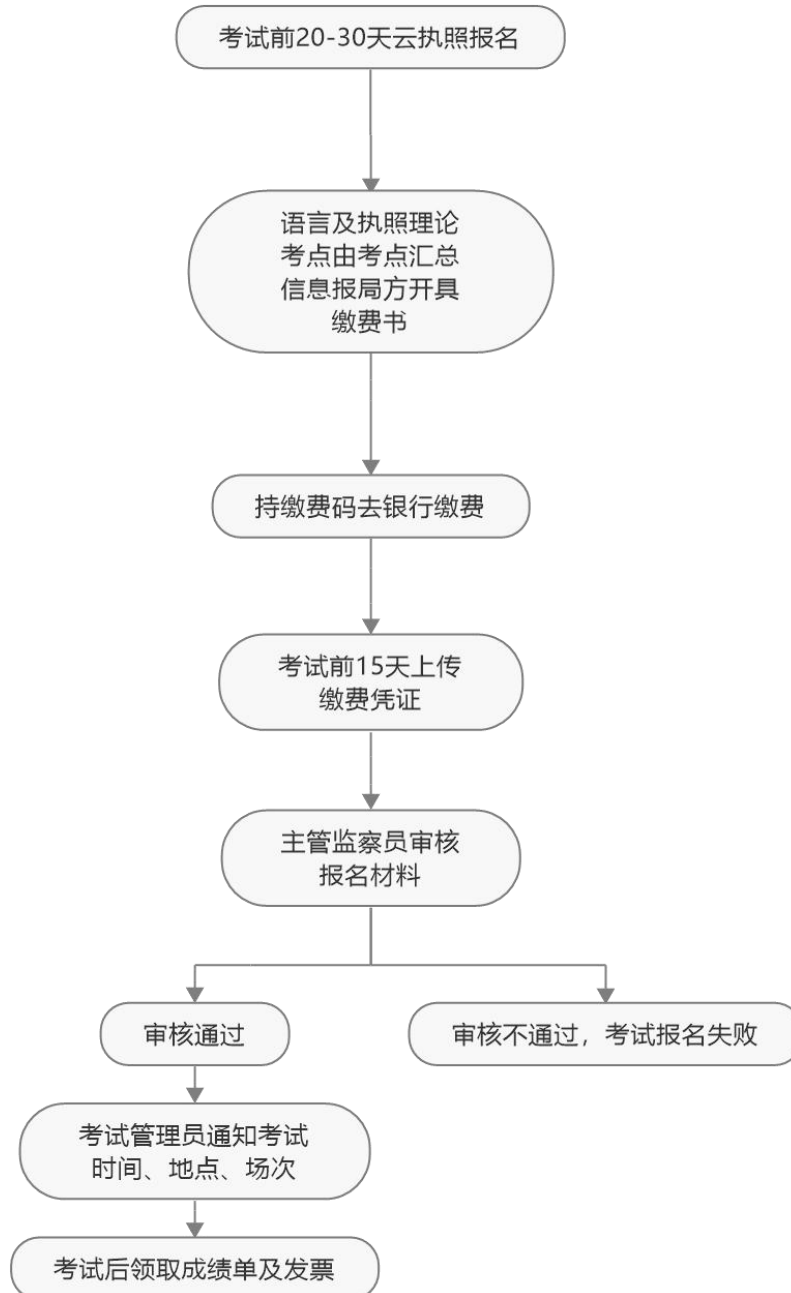 考试前20-30天云执照报名
语言及执照理论
考点由考点汇总
信息报局方开具
缴费书
持缴费码去银行缴费
考试前15天上传
缴费凭证
主管监察员审核
报名材料
审核通过
审核不通过，考试报名失败
考试管理员通知考试
时间、地点、场次
考试后领取成绩单及发票